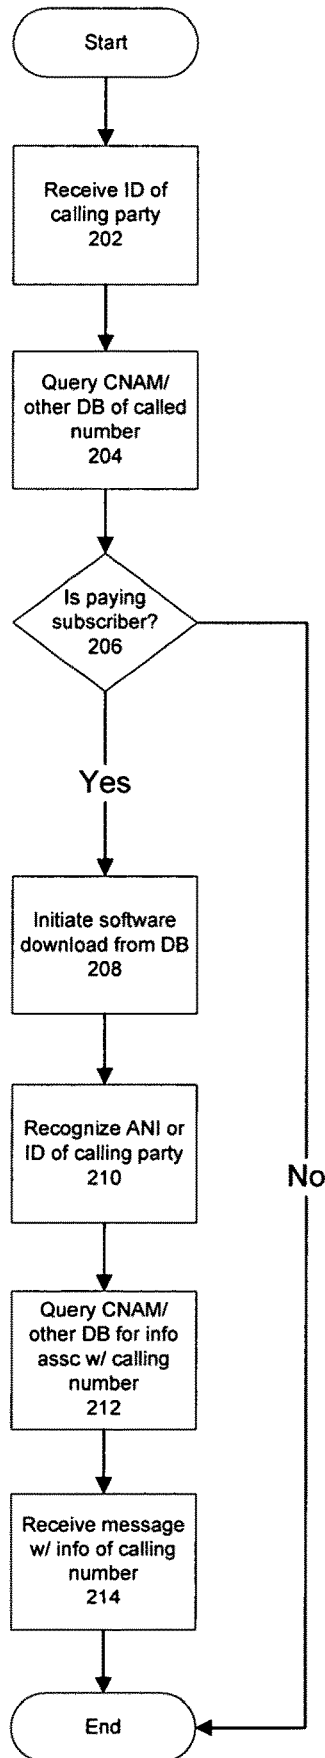 Start
Receive ID of
calling party
202
Query CNAM/
other DB of called
number
204
Is paying
subscriber?
206
Yes
Initiate software
download from DB
208
Recognize ANI or
ID of calling party
210
No
Query CNAM/
other DB for info
assc w/ calling
number
212
Receive message
w/ info of calling
number
214
End